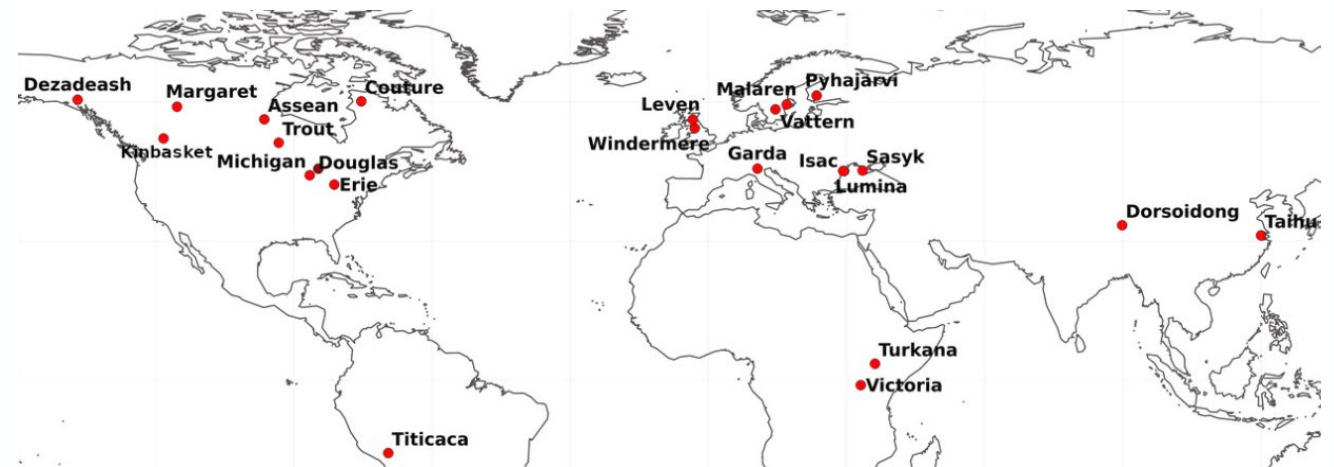 Dezadeash
Margaret
Couture
Assean
Trout
Kinbasket
Michigan
Douglas
Erie
Leven
Malaren
Pyhajarvi
Vattern
Windermere
Garda
Isac
Sasyk
Lumina
Dorsoidong
Taihu
Turkana
Victoria
Titicaca